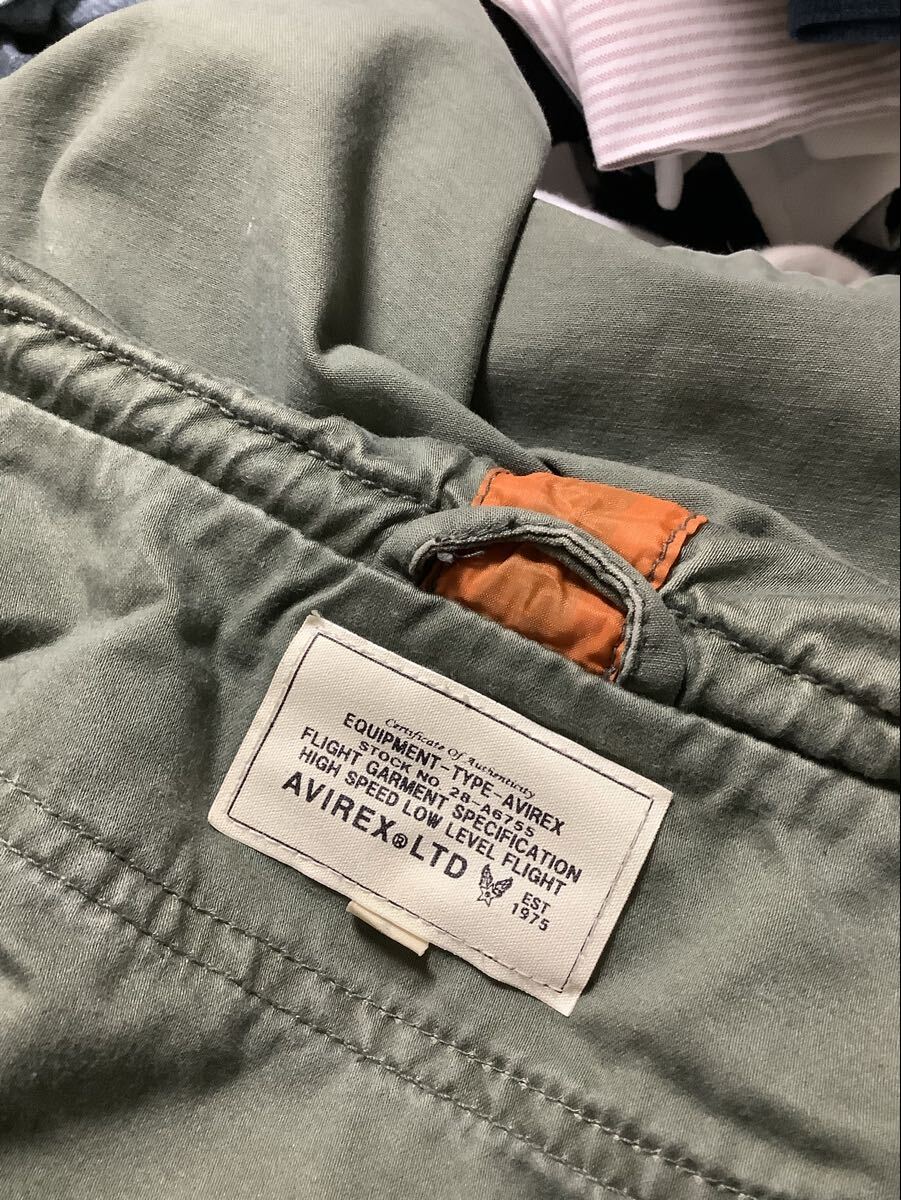 Certificate Of Authenticity
EQUIPMENT-TYPE-AVIREX
STOCK NO. 28-A6755
FLIGHT GARMENT SPECIFICATION
HIGH SPEED LOW LEVEL FLIGHT
AVIREX®LTD
EST
1975